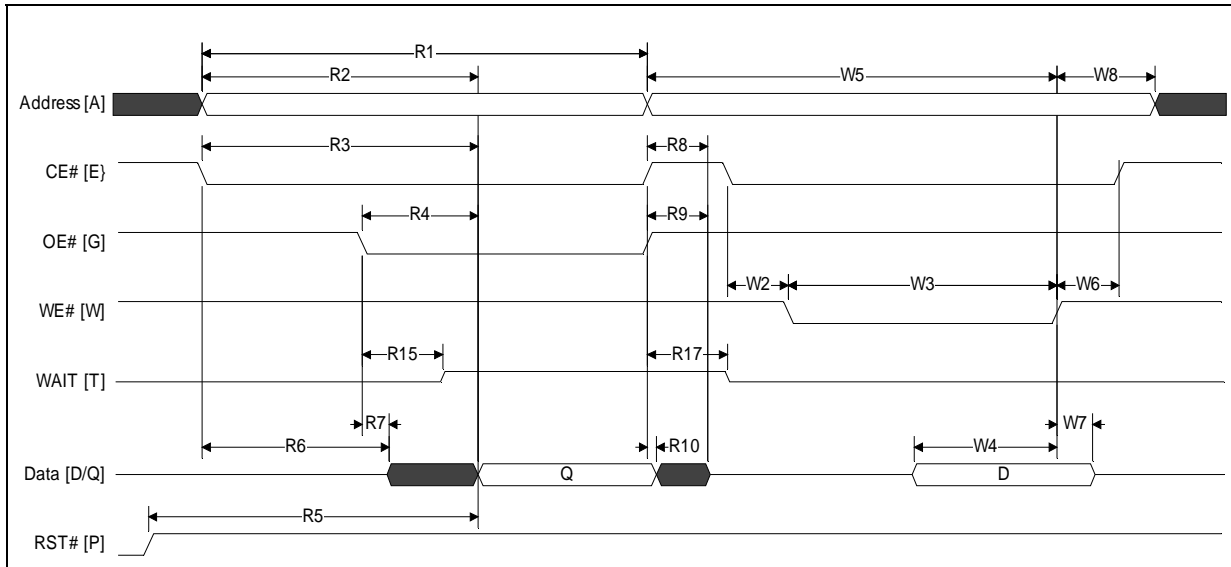 R1
R2 W5 W8
Address [A]
R3 R8
CE# [E}
R4 R9
OE# [G]
W2 W3 W6
WE# [W]
R15 R17
WAIT [T]
R7 W7
R6 R10 W4
Data [D/Q] Q D
R5
RST# [P]